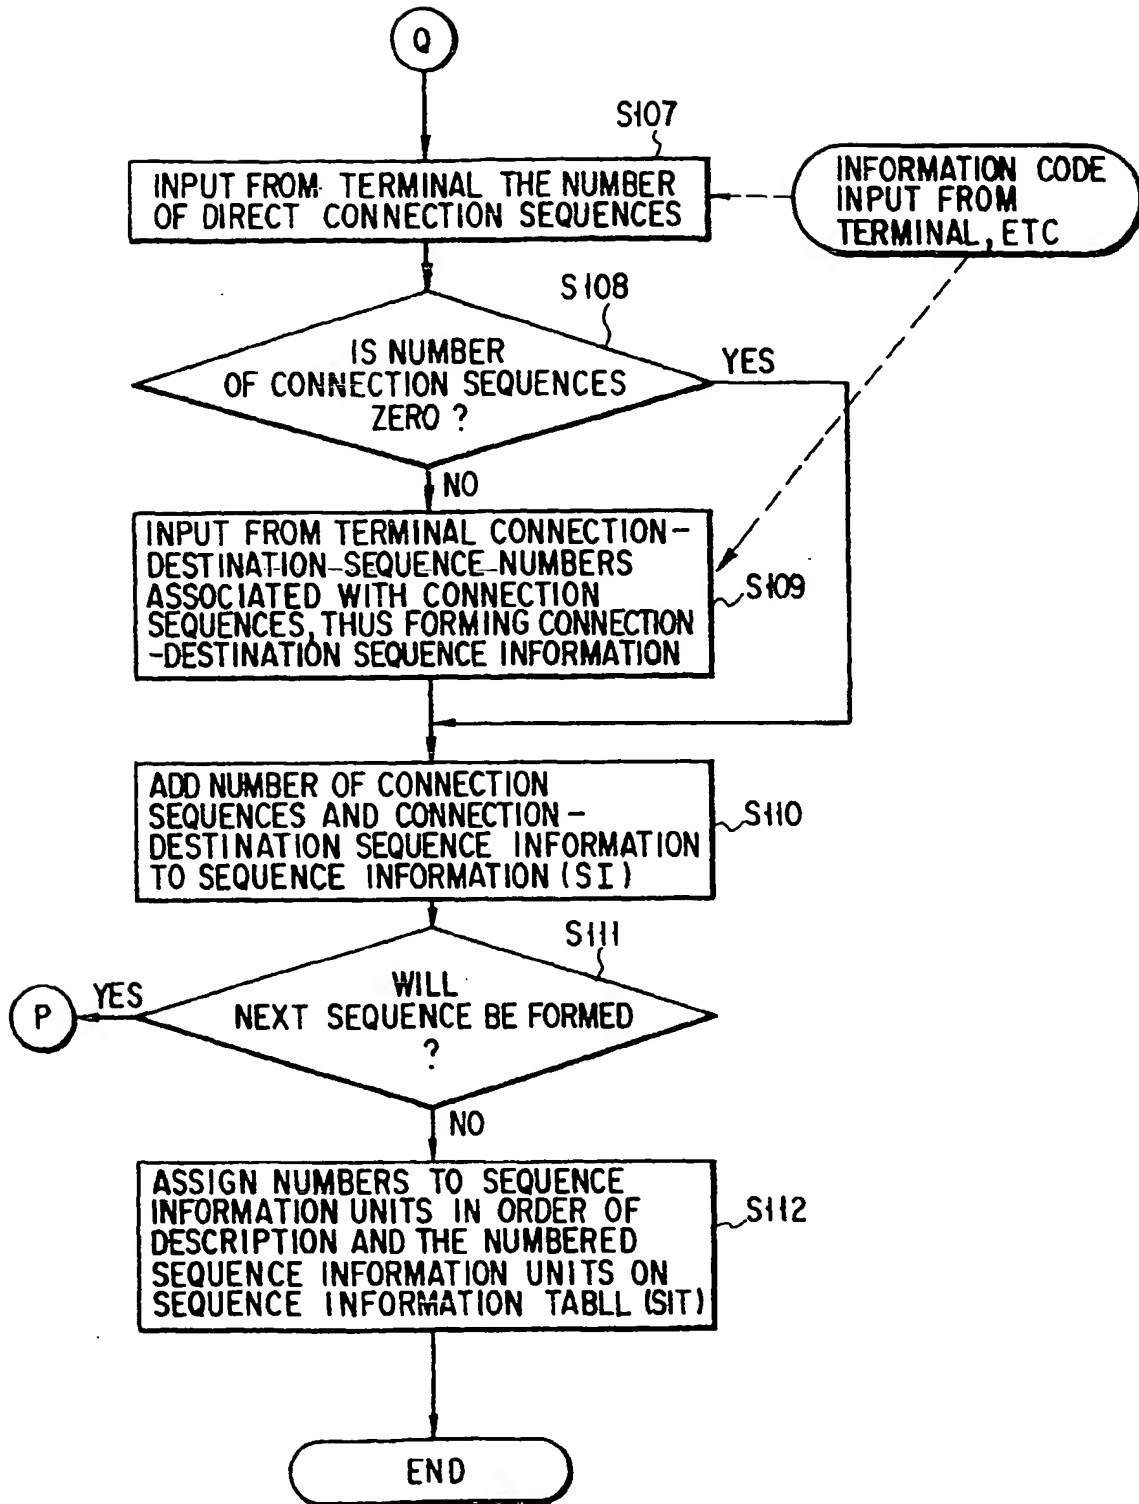 Q
S107
INPUT FROM TERMINAL THE NUMBER
OF DIRECT CONNECTION SEQUENCES
INFORMATION CODE
INPUT FROM
TERMINAL, ETC
S108
IS NUMBER
OF CONNECTION SEQUENCES
ZERO ?
YES
NO
INPUT FROM TERMINAL CONNECTION-
DESTINATION-SEQUENCE-NUMBERS
ASSOCIATED WITH CONNECTION
SEQUENCES, THUS FORMING CONNECTION
-DESTINATION SEQUENCE INFORMATION
S109
ADD NUMBER OF CONNECTION
SEQUENCES AND CONNECTION-
DESTINATION SEQUENCE INFORMATION
TO SEQUENCE INFORMATION (SI)
S110
S111
WILL
NEXT SEQUENCE BE FORMED
?
YES
P
NO
ASSIGN NUMBERS TO SEQUENCE
INFORMATION UNITS IN ORDER OF
DESCRIPTION AND THE NUMBERED
SEQUENCE INFORMATION UNITS ON
SEQUENCE INFORMATION TABLL (SIT)
S112
END